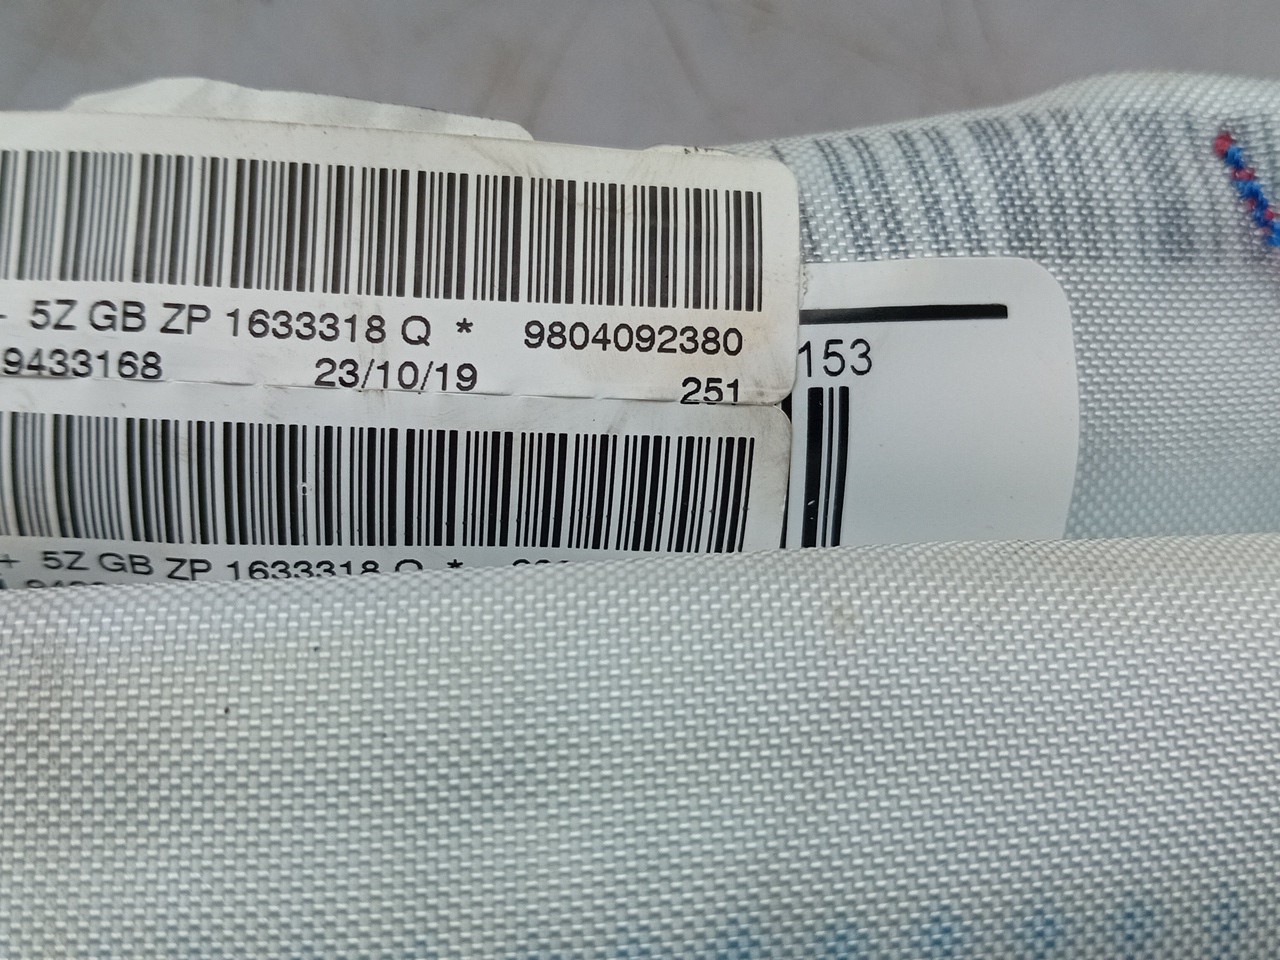 + 5Z GB ZP 1633318 Q * 9804092380
9433168 23/10/19 251
153
+ 5Z GB ZP 1633318 Q *